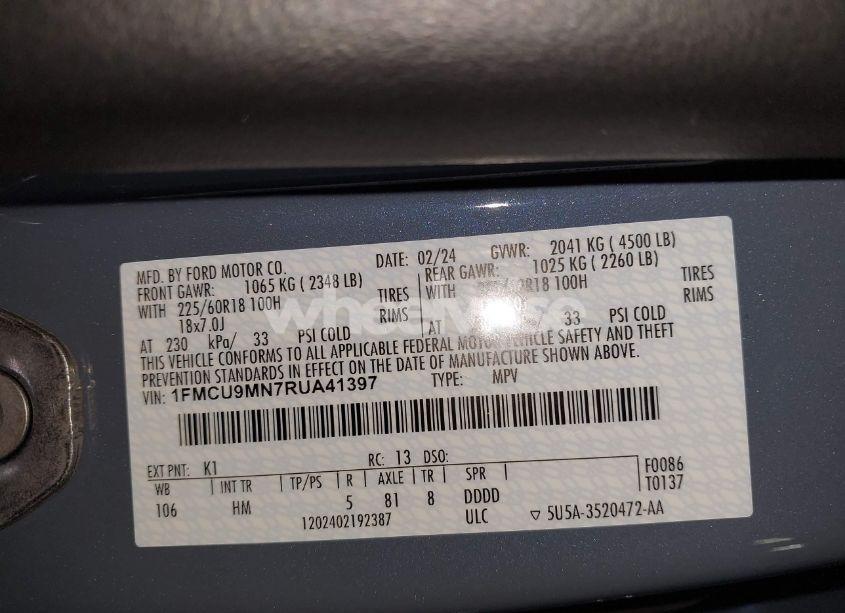 MFD. BY FORD MOTOR CO. DATE: 02/24 GVWR: 2041 KG ( 4500 LB)
FRONT GAWR: 1065 KG ( 2348 LB) REAR GAWR: 1025 KG ( 2260 LB)
WITH 225/60R18 100H TIRES WITH 100H TIRES
18x7.0J RIMS RIMS
AT 230 kPa/ 33 PSI COLD AT 33 PSI COLD
THIS VEHICLE CONFORMS TO ALL APPLICABLE FEDERAL MOTOR VEHICLE SAFETY AND THEFT
PREVENTION STANDARDS IN EFFECT ON THE DATE OF MANUFACTURE SHOWN ABOVE.
VIN: 1FMCU9MN7RUA41397 TYPE: MPV
EXT PNT: K1 RC: 13 DSO: F0086
WB INT TR TP/PS R AXLE TR SPR T0137
106 HM 5 81 8 DDDD
1202402192387 ULC ▽ 5U5A-3520472-AA